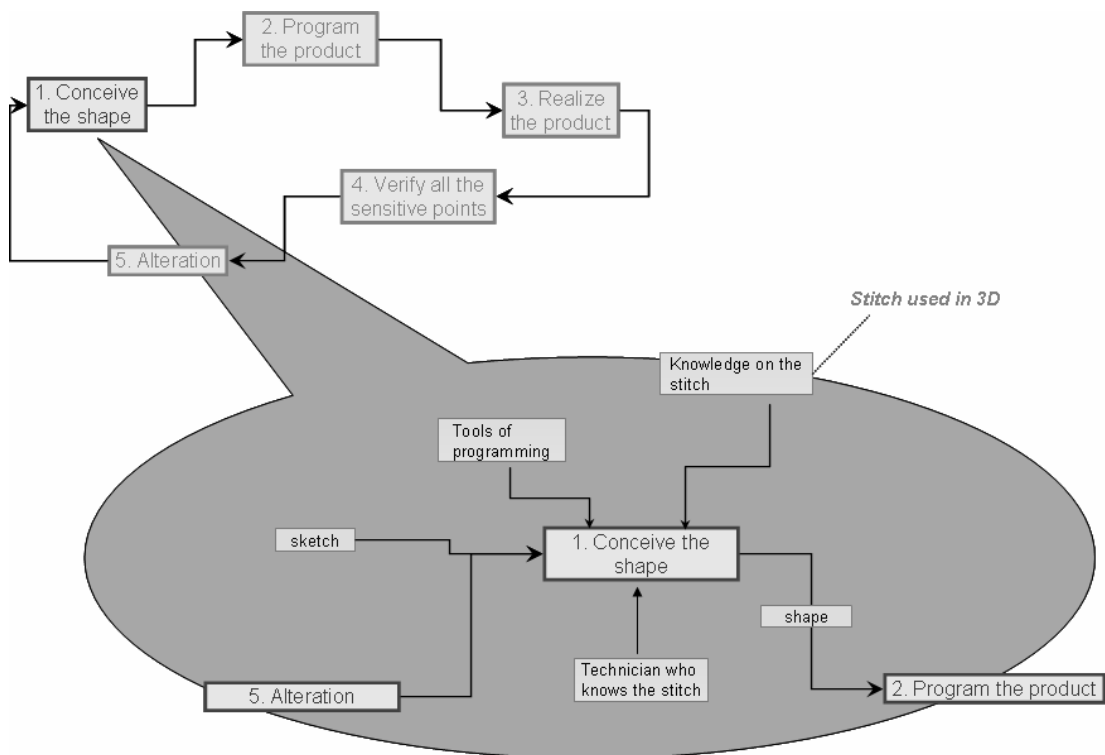 2. Program
the product
1. Conceive
the shape
3. Realize
the product
4. Verify all the
sensitive points
5. Alteration
Stitch used in 3D
Knowledge on the
stitch
Tools of
programming
sketch
1. Conceive the
shape
shape
Technician who
knows the stitch
5. Alteration
2. Program the product